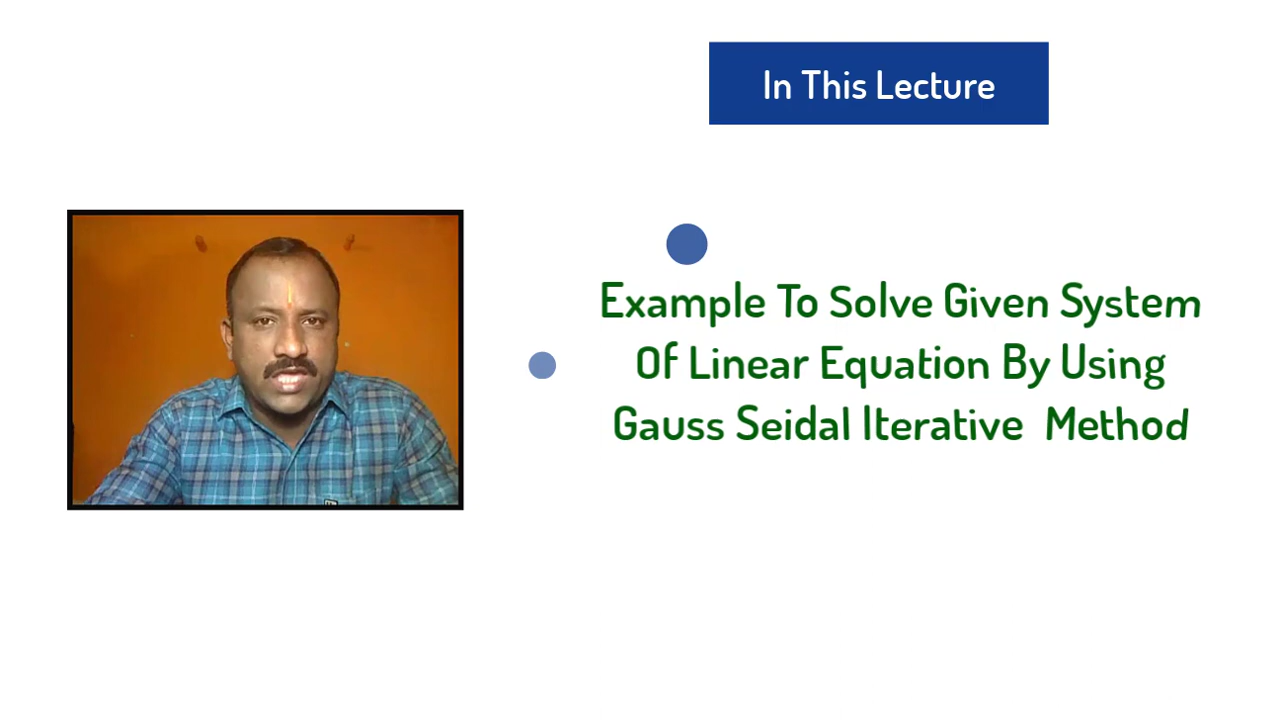 In This Lecture
Example To Solve Given System
Of Linear Equation By Using
Gauss Seidal Iterative Method